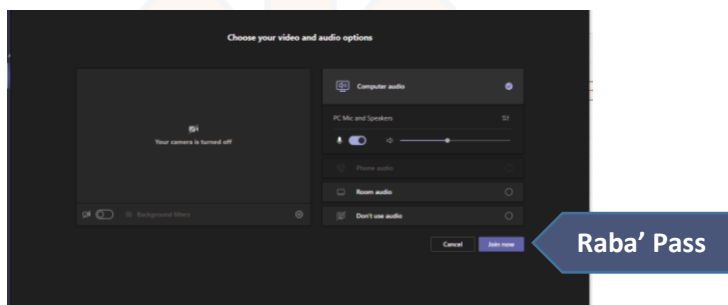 Choose your video and audio options
Your camera is turned off
Background filters
Computer audio
PC Mic and Speakers
Phone audio
Room audio
Don't use audio
Cancel
Join now
Raba’ Pass